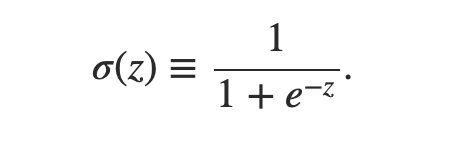 σ(z) ≡ 1 / (1 + e^{−z}).